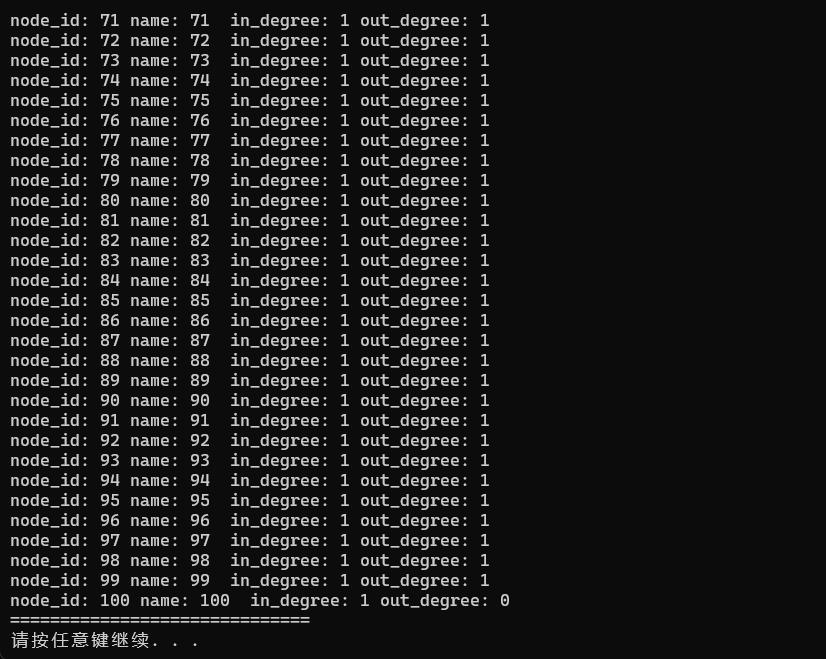 node_id: 71 name: 71  in_degree: 1 out_degree: 1
node_id: 72 name: 72  in_degree: 1 out_degree: 1
node_id: 73 name: 73  in_degree: 1 out_degree: 1
node_id: 74 name: 74  in_degree: 1 out_degree: 1
node_id: 75 name: 75  in_degree: 1 out_degree: 1
node_id: 76 name: 76  in_degree: 1 out_degree: 1
node_id: 77 name: 77  in_degree: 1 out_degree: 1
node_id: 78 name: 78  in_degree: 1 out_degree: 1
node_id: 79 name: 79  in_degree: 1 out_degree: 1
node_id: 80 name: 80  in_degree: 1 out_degree: 1
node_id: 81 name: 81  in_degree: 1 out_degree: 1
node_id: 82 name: 82  in_degree: 1 out_degree: 1
node_id: 83 name: 83  in_degree: 1 out_degree: 1
node_id: 84 name: 84  in_degree: 1 out_degree: 1
node_id: 85 name: 85  in_degree: 1 out_degree: 1
node_id: 86 name: 86  in_degree: 1 out_degree: 1
node_id: 87 name: 87  in_degree: 1 out_degree: 1
node_id: 88 name: 88  in_degree: 1 out_degree: 1
node_id: 89 name: 89  in_degree: 1 out_degree: 1
node_id: 90 name: 90  in_degree: 1 out_degree: 1
node_id: 91 name: 91  in_degree: 1 out_degree: 1
node_id: 92 name: 92  in_degree: 1 out_degree: 1
node_id: 93 name: 93  in_degree: 1 out_degree: 1
node_id: 94 name: 94  in_degree: 1 out_degree: 1
node_id: 95 name: 95  in_degree: 1 out_degree: 1
node_id: 96 name: 96  in_degree: 1 out_degree: 1
node_id: 97 name: 97  in_degree: 1 out_degree: 1
node_id: 98 name: 98  in_degree: 1 out_degree: 1
node_id: 99 name: 99  in_degree: 1 out_degree: 1
node_id: 100 name: 100  in_degree: 1 out_degree: 0
==============================
请按任意键继续. . .